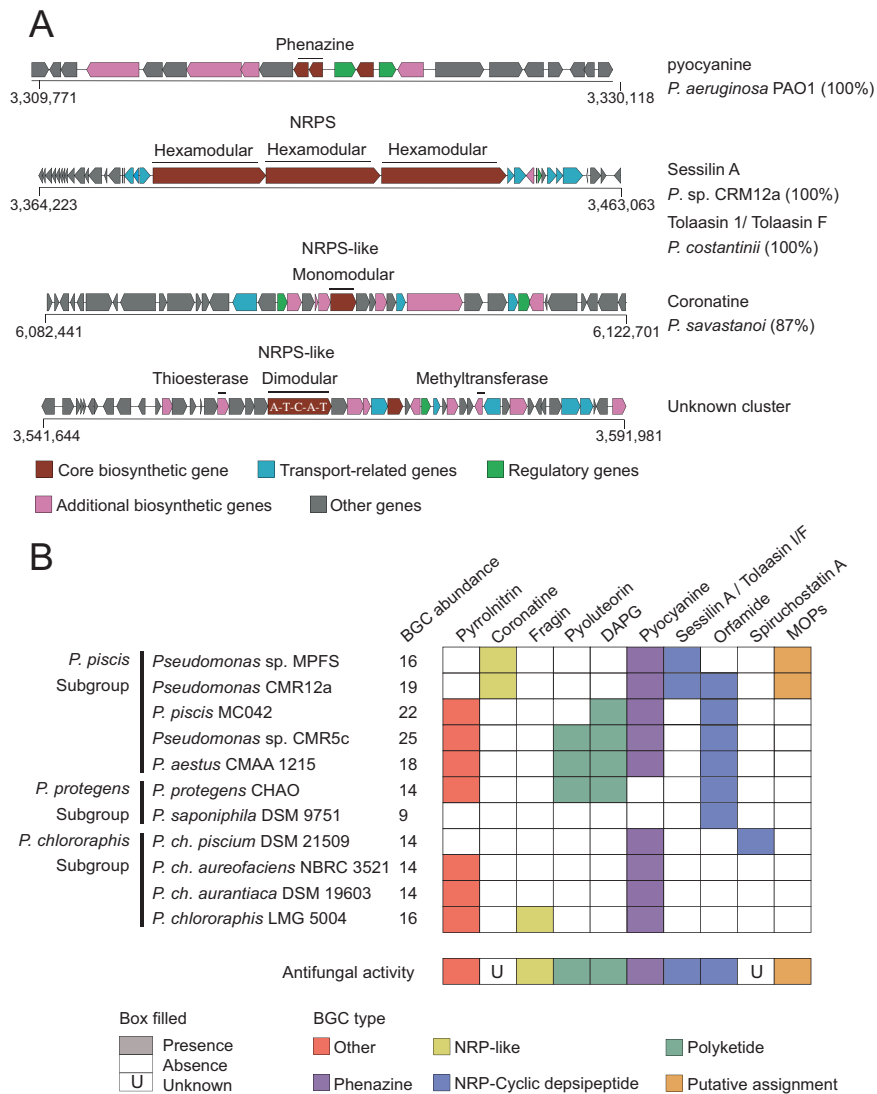 A
Phenazine
3,309,771
3,330,118
pyocyanine
P. aeruginosa PAO1 (100%)
NRPS
Hexamodular
Hexamodular
Hexamodular
3,364,223
3,463,063
Sessilin A
P. sp. CRM12a (100%)
Tolaasin 1/ Tolaasin F
P. costantinii (100%)
NRPS-like
Monomodular
6,082,441
6,122,701
Coronatine
P. savastanoi (87%)
NRPS-like
Thioesterase
Dimodular
Methyltransferase
A-T-C-A-T
3,541,644
3,591,981
Unknown cluster
Core biosynthetic gene
Transport-related genes
Regulatory genes
Additional biosynthetic genes
Other genes
B
BGC abundance
Pyrrolnitrin
Coronatine
Fragin
Pyoluteorin
DAPG
Pyocyanine
Sessilin A / Tolaasin I/F
Orfamide
Spiruchostatin A
MOPs
P. piscis
Subgroup
Pseudomonas sp. MPFS 16
Pseudomonas CMR12a 19
P. piscis MC042 22
Pseudomonas sp. CMR5c 25
P. aestus CMAA 1215 18
P. protegens
Subgroup
P. protegens CHAO 14
P. saponiphila DSM 9751 9
P. chlororaphis
Subgroup
P. ch. piscium DSM 21509 14
P. ch. aureofaciens NBRC 3521 14
P. ch. aurantiaca DSM 19603 14
P. chlororaphis LMG 5004 16
Antifungal activity
U
U
Box filled
Presence
Absence
U Unknown
BGC type
Other
NRP-like
Polyketide
Phenazine
NRP-Cyclic depsipeptide
Putative assignment